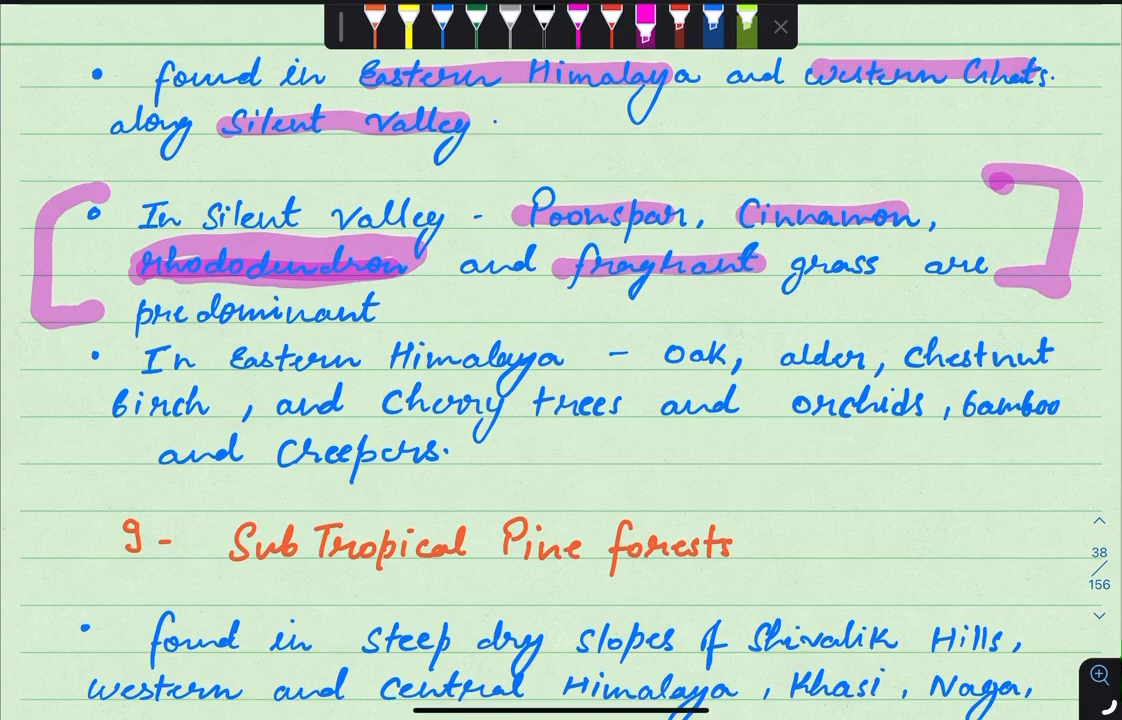 • found in Eastern Himalaya and western Ghats.
along Silent Valley.
• In Silent Valley - Poonspar, Cinnamon,
rhododendron and fraghant grass are
predominant
• In Eastern Himalaya - Oak, alder, chestnut
birch, and Cherry trees and orchids, bamboo
and Creepers.
9- Sub Tropical Pine forests
38
/
156
• found in steep dry slopes of Shivalik Hills,
western and central Himalaya, Khasi, Naga,